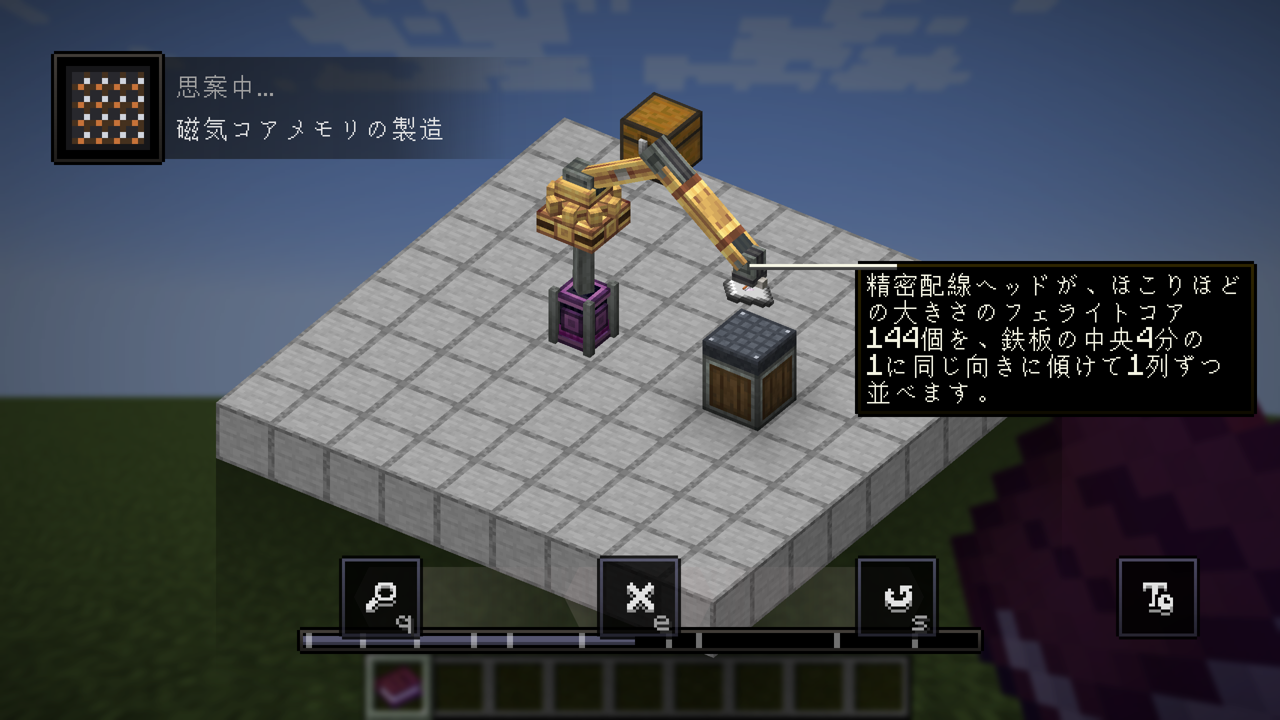 思案中...
磁気コアメモリの製造
精密配線ヘッドが、ほこりほど
の大きさのフェライトコア
144個を、鉄板の中央4分の
1に同じ向きに傾けて1列ずつ
並べます。
q
e
s